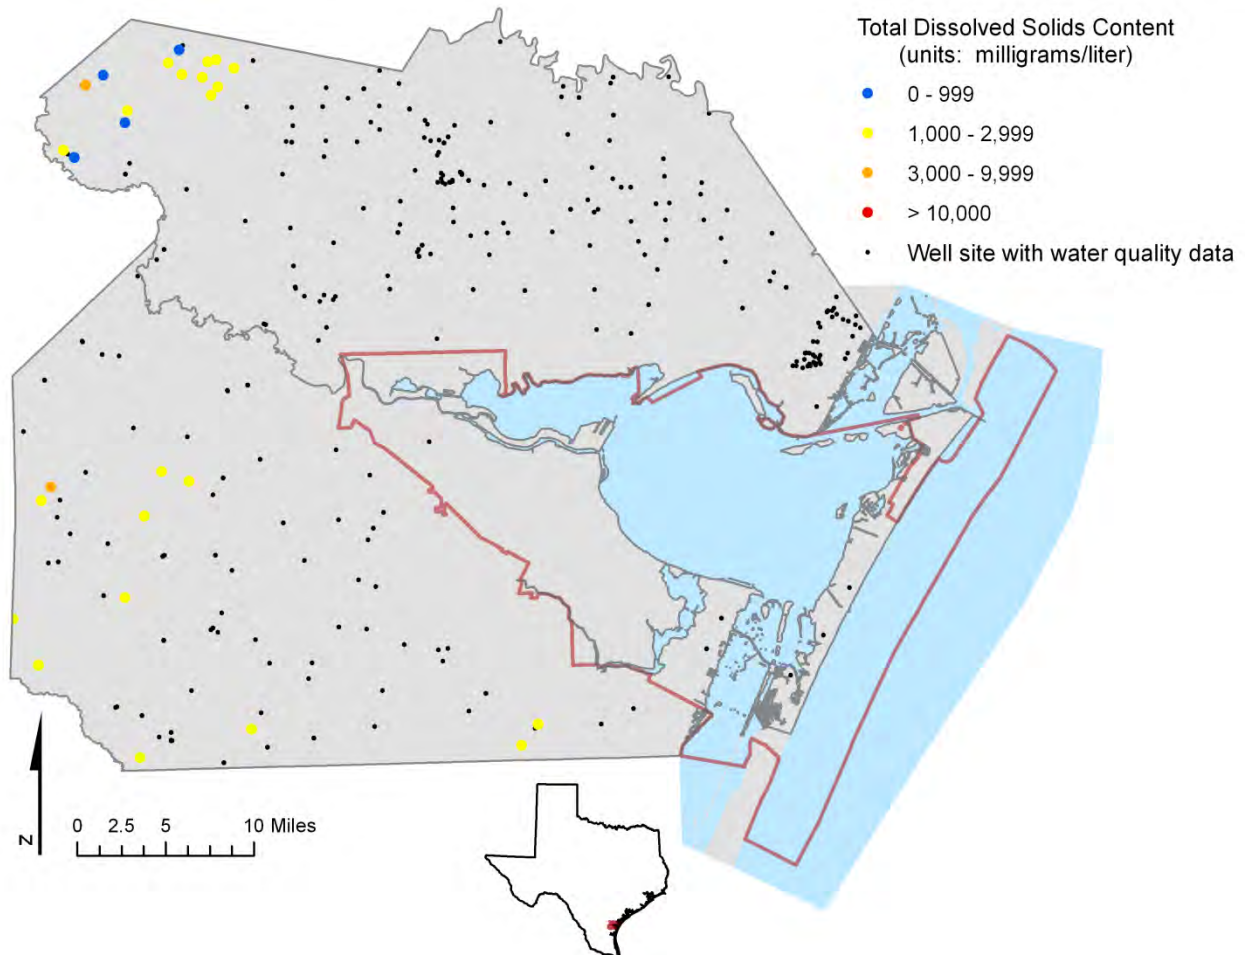 Total Dissolved Solids Content
(units: milligrams/liter)
0 - 999
1,000 - 2,999
3,000 - 9,999
> 10,000
Well site with water quality data
N
0 2.5 5 10 Miles